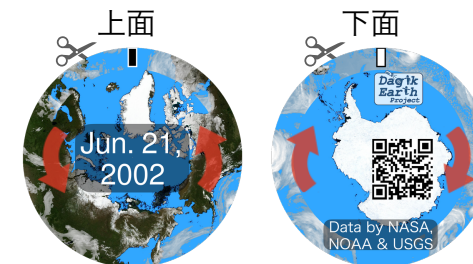 上面
下面
Jun. 21,
2002
Dagik
Earth
Project
Data by NASA,
NOAA & USGS